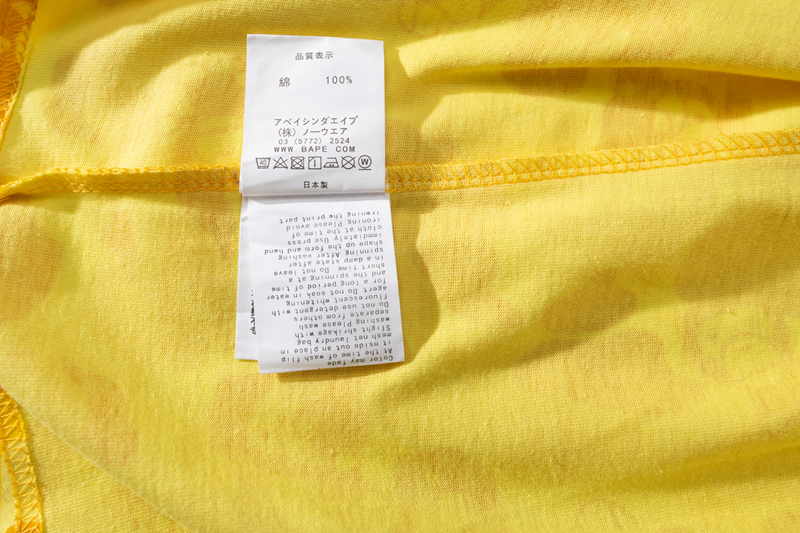 品質表示
綿 100%
アベイシンダエイプ
(株) ノーウエア
03 (5772) 2524
WWW BAPE COM
40 W
日本製
Color may fade
At the time of wash flip
it nside out an place in
mesh net laundry bag
Slight shrikage with
washing Please wash
separate from others
Do not use detergent with
fluorescent whitening
agent Do not soak in water
for a long period of time
and the spinning at a
short time Do not leave
in a damp state after
spinning After washing
shape up the form and hand
immdiately Use press
cloth at the time of
ironing Please avoid
irening the print part